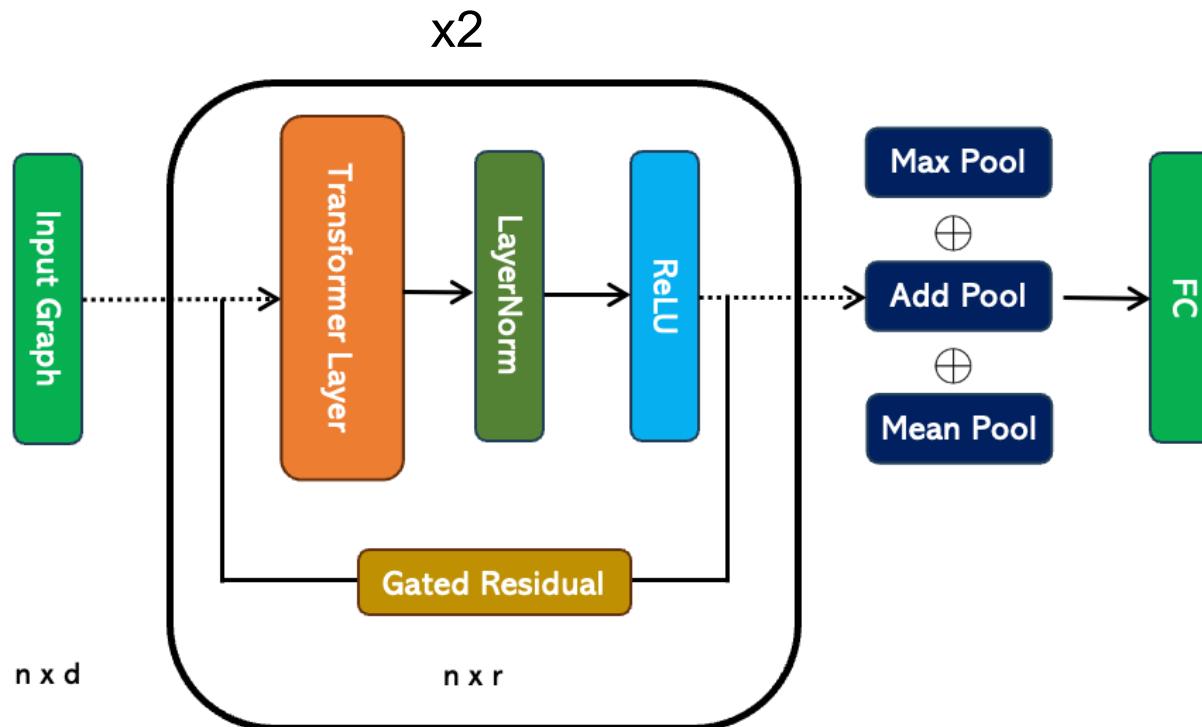 x2
Input Graph
Transformer Layer
LayerNorm
ReLU
Gated Residual
Max Pool
Add Pool
Mean Pool
FC
n x d
n x r